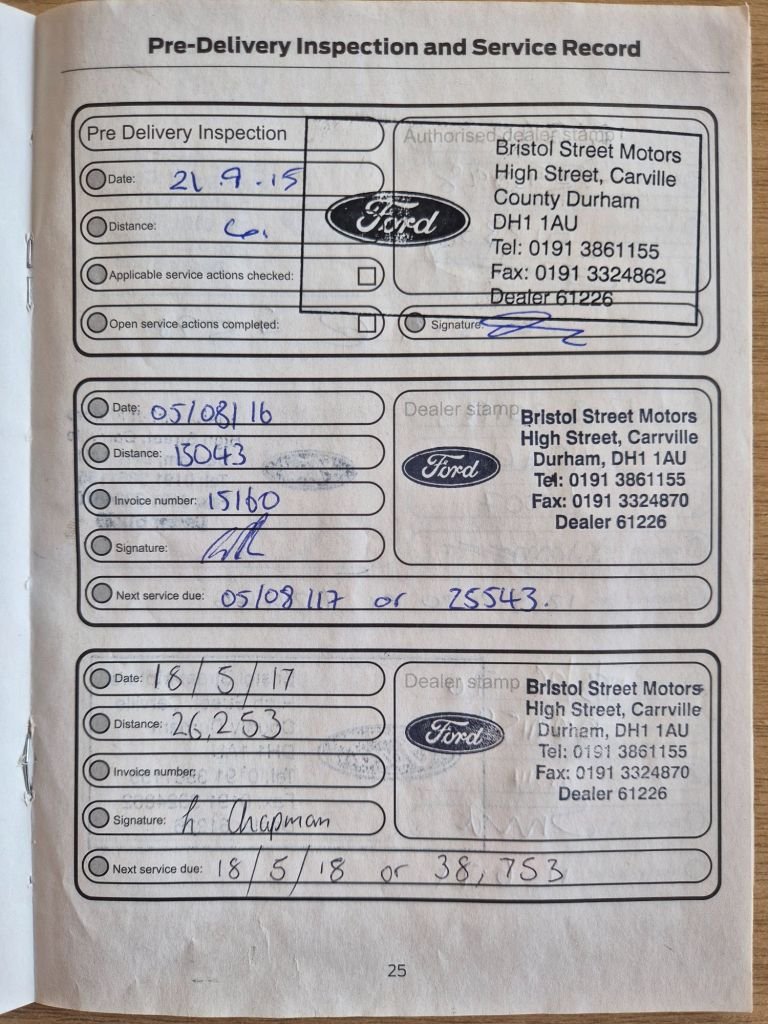 Pre-Delivery Inspection and Service Record
Pre Delivery Inspection
Date: 21.9.15
Distance: 6.
Applicable service actions checked:
Open service actions completed:
Authorised dealer stamp
Ford
Bristol Street Motors
High Street, Carville
County Durham
DH1 1AU
Tel: 0191 3861155
Fax: 0191 3324862
Dealer 61226
Signature:
Date: 05/08/16
Distance: 13043
Invoice number: 15160
Signature:
Next service due: 05/08/17 or 25543.
Dealer stamp
Ford
Bristol Street Motors
High Street, Carrville
Durham, DH1 1AU
Tel: 0191 3861155
Fax: 0191 3324870
Dealer 61226
Date: 18/5/17
Distance: 26,253
Invoice number:
Signature: L Chapman
Next service due: 18/5/18 or 38,753
Dealer stamp
Ford
Bristol Street Motors
High Street, Carrville
Durham, DH1 1AU
Tel: 0191 3861155
Fax: 0191 3324870
Dealer 61226
25